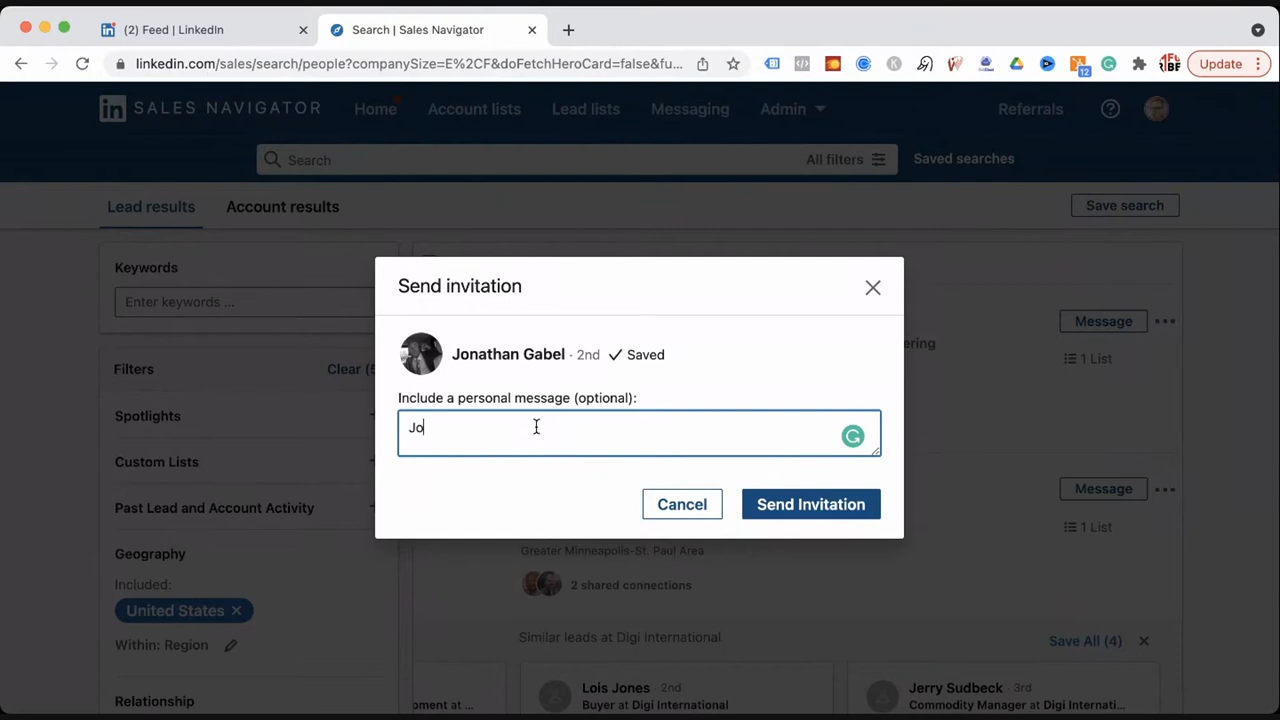 (2) Feed | LinkedIn
Search | Sales Navigator
linkedin.com/sales/search/people?companySize=E%2CF&doFetchHeroCard=false&fu...
12
Update
in SALES NAVIGATOR
Home
Account lists
Lead lists
Messaging
Admin
Referrals
Search
All filters
Saved searches
Lead results
Account results
Save search
Keywords
Enter keywords ...
Filters
Clear (5
Spotlights
Custom Lists
Past Lead and Account Activity
Geography
Included:
United States
Within: Region
Relationship
Send invitation
Jonathan Gabel · 2nd ✓ Saved
Include a personal message (optional):
Jo
Cancel
Send Invitation
ering
Message
1 List
Message
1 List
Greater Minneapolis-St. Paul Area
2 shared connections
Similar leads at Digi International
Save All (4)
opment at ...
Lois Jones · 2nd
Buyer at Digi International
Jerry Sudbeck · 3rd
Commodity Manager at Digi Internati...